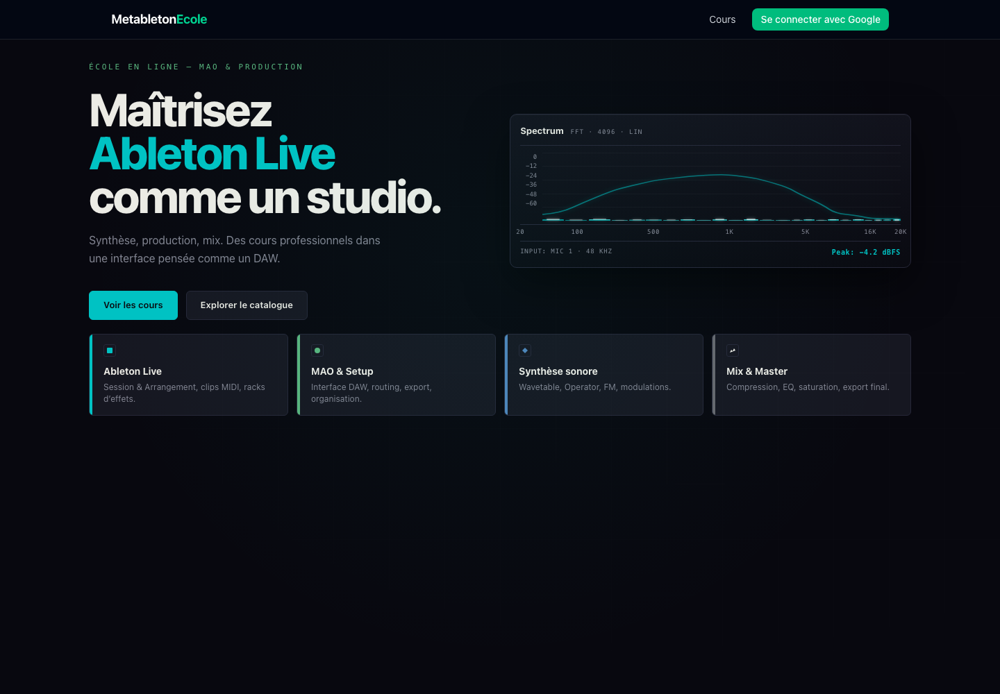 MetabletonEcole
Cours
Se connecter avec Google
ÉCOLE EN LIGNE — MAO & PRODUCTION
Maîtrisez
Ableton Live
comme un studio.
Synthèse, production, mix. Des cours professionnels dans
une interface pensée comme un DAW.
Voir les cours
Explorer le catalogue
Spectrum
FFT · 4096 · LIN
0
−12
−24
−36
−48
−60
20 100 500 1K 5K 16K 20K
INPUT: MIC 1 · 48 KHZ
Peak: −4.2 dBFS
Ableton Live
Session & Arrangement, clips MIDI, racks
d'effets.
MAO & Setup
Interface DAW, routing, export,
organisation.
Synthèse sonore
Wavetable, Operator, FM, modulations.
Mix & Master
Compression, EQ, saturation, export final.